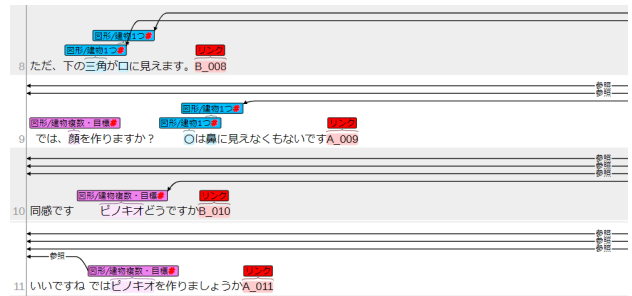 図形/建物1つ#
図形/建物1つ# リンク
8 ただ、下の三角が口に見えます。 B_008
参照
参照
図形/建物1つ#
図形/建物複数・目標# 図形/建物1つ# リンク
9 では、顔を作りますか？ 〇は鼻に見えなくもないですA_009
参照
参照
参照
図形/建物複数・目標# リンク
10 同感です ピノキオどうですかB_010
参照
参照
参照
参照
図形/建物複数・目標# リンク
11 いいですね ではピノキオを作りましょうかA_011